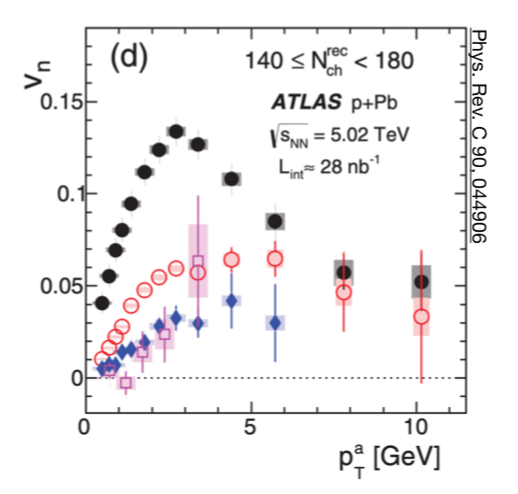 (d)
140 ≤ N_ch^rec < 180
ATLAS p+Pb
√s_NN = 5.02 TeV
L_int ≈ 28 nb^-1
v_n
0.15
0.1
0.05
0
0 5 10
p_T^a [GeV]
Phys. Rev. C 90, 044906